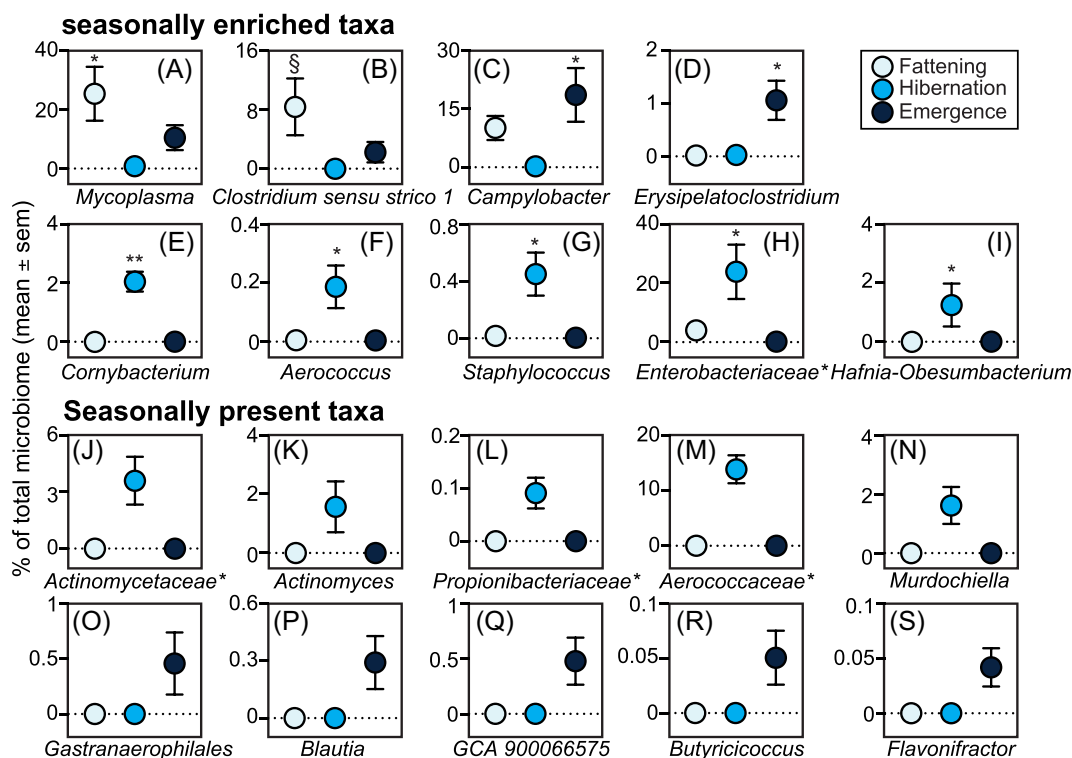 seasonally enriched taxa
Fattening
Hibernation
Emergence
% of total microbiome (mean ± sem)
40
20
0
*
(A)
Mycoplasma
16
8
0
§
(B)
Clostridium sensu strico 1
30
15
0
(C)
*
Campylobacter
2
1
0
(D)
*
Erysipelatoclostridium
4
2
0
**
(E)
Cornybacterium
0.4
0.2
0
*
(F)
Aerococcus
0.8
0.4
0
*
(G)
Staphylococcus
40
20
0
*
(H)
Enterobacteriaceae*
4
2
0
*
(I)
Hafnia-Obesumbacterium
Seasonally present taxa
6
3
0
(J)
Actinomycetaceae*
4
2
0
(K)
Actinomyces
0.2
0.1
0
(L)
Propionibacteriaceae*
20
10
0
(M)
Aerococcaceae*
4
2
0
(N)
Murdochiella
1
0.5
0
(O)
Gastranaerophilales
0.6
0.3
0
(P)
Blautia
1
0.5
0
(Q)
GCA 900066575
0.1
0.05
0
(R)
Butyricicoccus
0.1
0.05
0
(S)
Flavonifractor